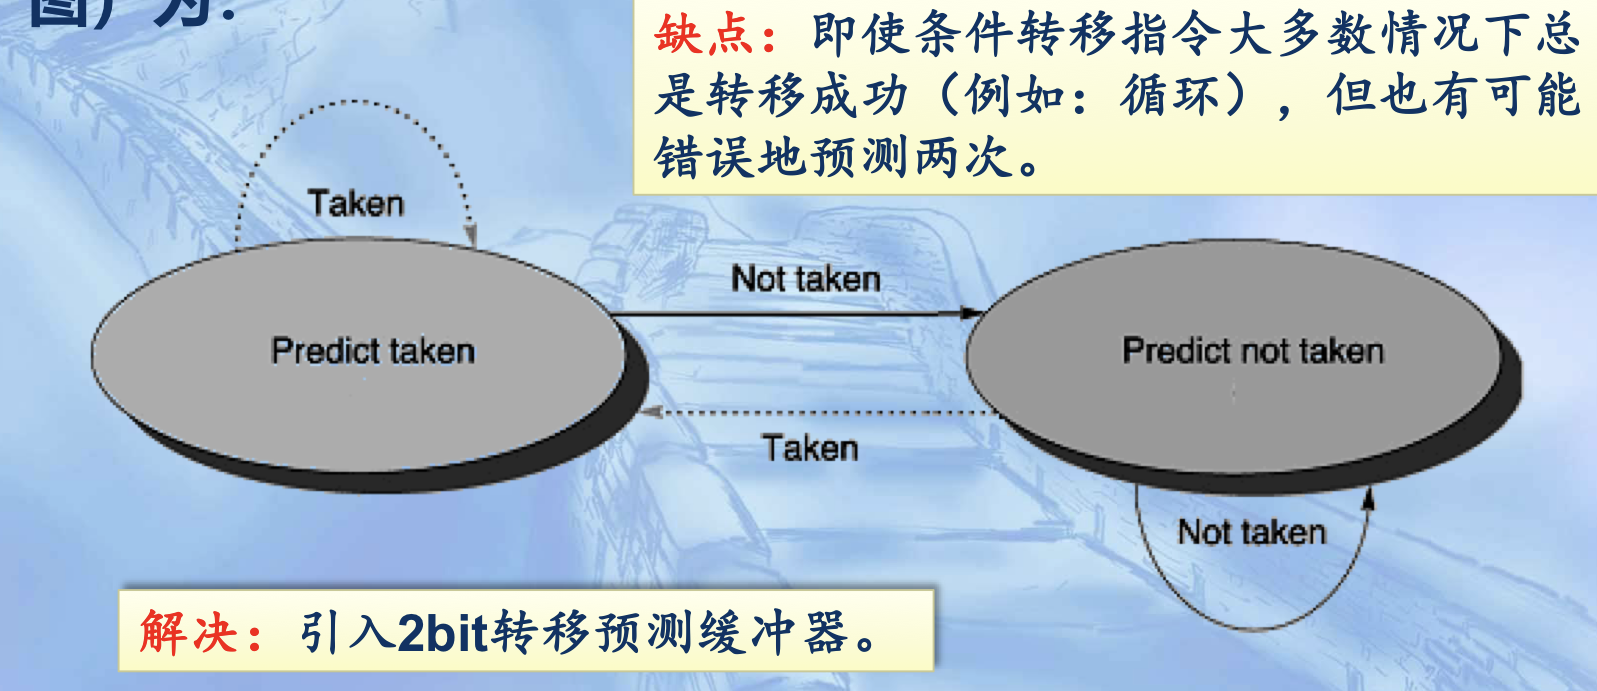 图）为：
缺点：即使条件转移指令大多数情况下总
是转移成功（例如：循环），但也有可能
错误地预测两次。
Taken
Not taken
Predict taken
Predict not taken
Taken
Not taken
解决：引入2bit转移预测缓冲器。